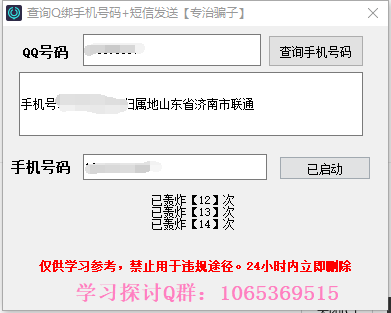 查询Q绑手机号码+短信发送【专治骗子】
QQ号码
查询手机号码
手机号 归属地山东省济南市联通
手机号码
已启动
已轰炸【12】次
已轰炸【13】次
已轰炸【14】次
仅供学习参考，禁止用于违规途径。24小时内立即删除
学习探讨Q群：1065369515